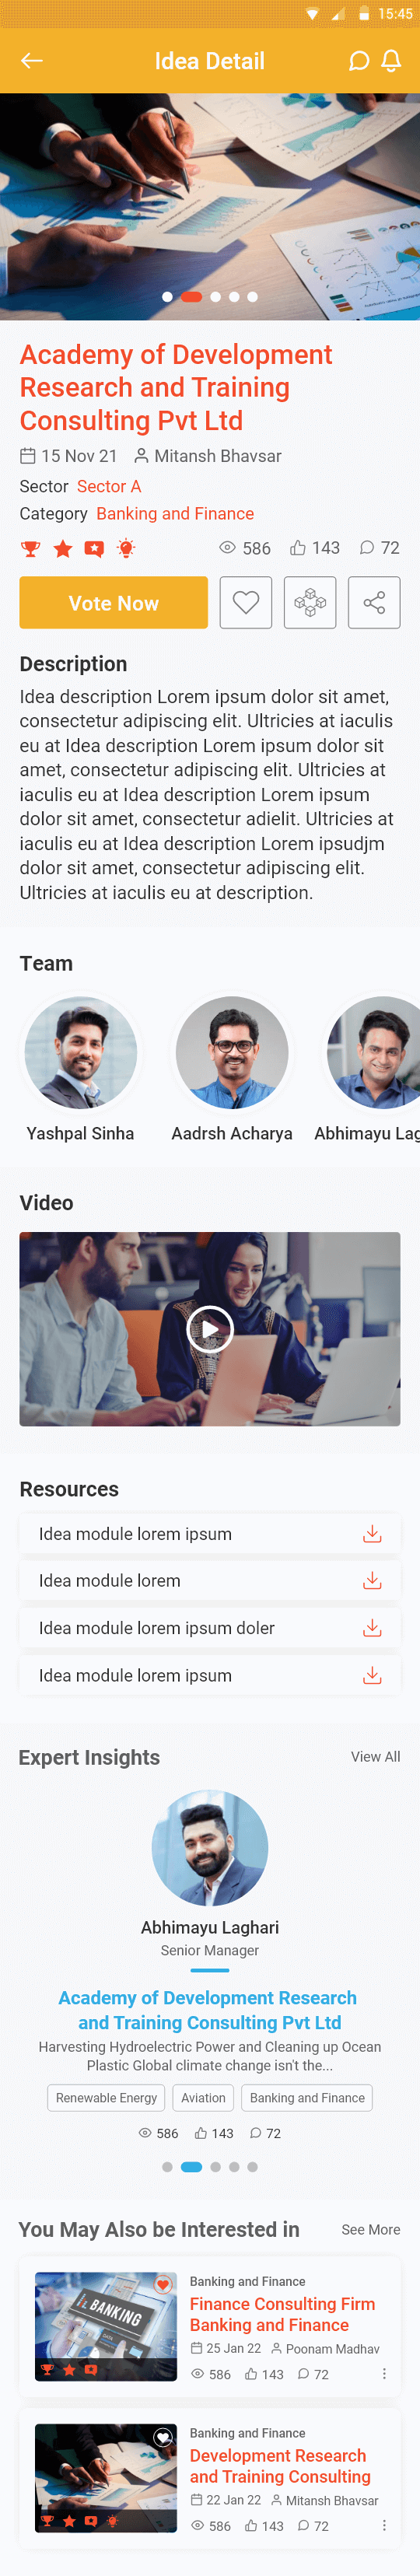 15:45
Idea Detail
Academy of Development
Research and Training
Consulting Pvt Ltd
15 Nov 21 Mitansh Bhavsar
Sector Sector A
Category Banking and Finance
586 143 72
Vote Now
Description
Idea description Lorem ipsum dolor sit amet,
consectetur adipiscing elit. Ultricies at iaculis
eu at Idea description Lorem ipsum dolor sit
amet, consectetur adipiscing elit. Ultricies at
iaculis eu at Idea description Lorem ipsum
dolor sit amet, consectetur adielit. Ultricies at
iaculis eu at Idea description Lorem ipsudjm
dolor sit amet, consectetur adipiscing elit.
Ultricies at iaculis eu at description.
Team
Yashpal Sinha Aadrsh Acharya Abhimayu Lag
Video
Resources
Idea module lorem ipsum
Idea module lorem
Idea module lorem ipsum doler
Idea module lorem ipsum
Expert Insights View All
Abhimayu Laghari
Senior Manager
Academy of Development Research
and Training Consulting Pvt Ltd
Harvesting Hydroelectric Power and Cleaning up Ocean
Plastic Global climate change isn't the...
Renewable Energy Aviation Banking and Finance
586 143 72
You May Also be Interested in See More
BANKING
Banking and Finance
Finance Consulting Firm
Banking and Finance
25 Jan 22 Poonam Madhav
586 143 72
Banking and Finance
Development Research
and Training Consulting
22 Jan 22 Mitansh Bhavsar
586 143 72